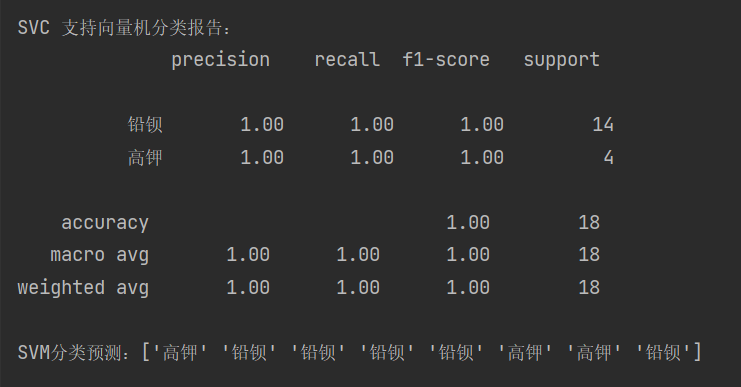 SVC 支持向量机分类报告:
precision recall f1-score support
铅钡 1.00 1.00 1.00 14
高钾 1.00 1.00 1.00 4
accuracy 1.00 18
macro avg 1.00 1.00 1.00 18
weighted avg 1.00 1.00 1.00 18
SVM分类预测: ['高钾' '铅钡' '铅钡' '铅钡' '铅钡' '高钾' '高钾' '铅钡']